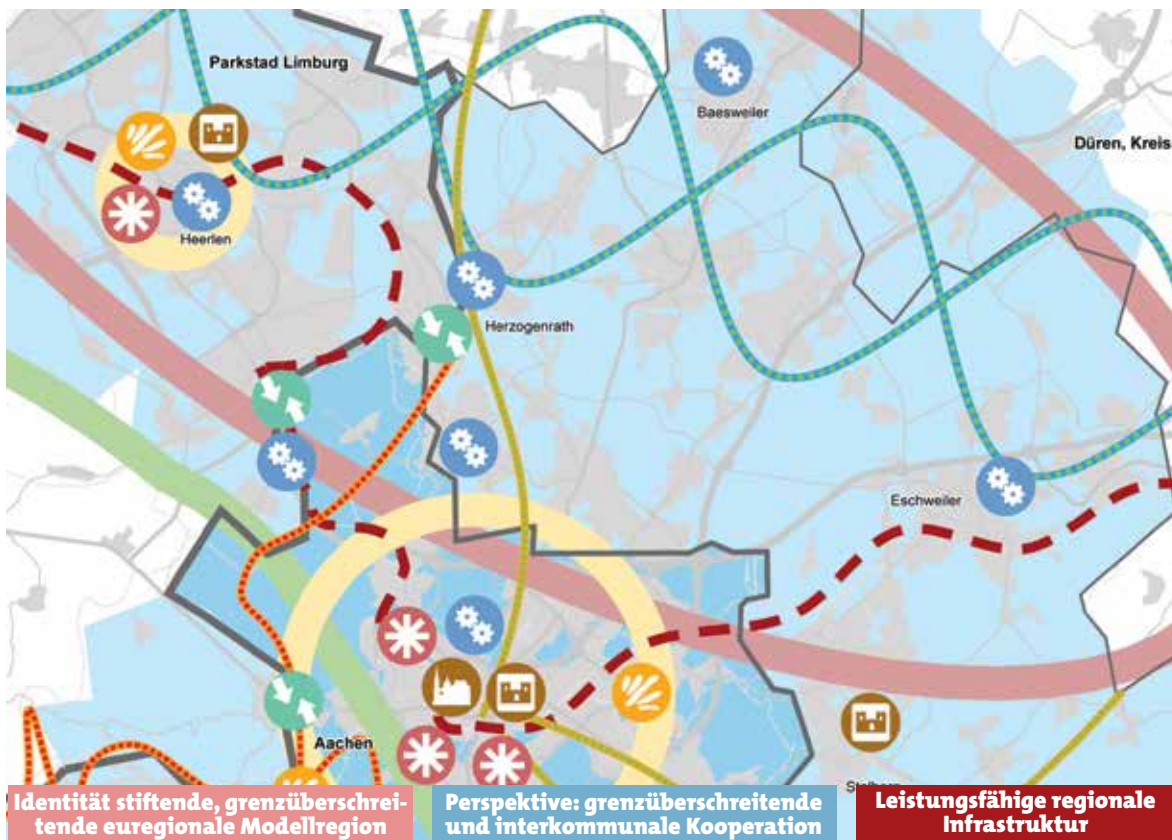 Parkstad Limburg
Baesweiler
Düren, Kreis
Heerlen
Herzogenrath
Eschweiler
Aachen
Identität stiftende, grenzüberschrei-
tende euregionale Modellregion
Perspektive: grenzüberschreitende
und interkommunale Kooperation
Leistungsfähige regionale
Infrastruktur